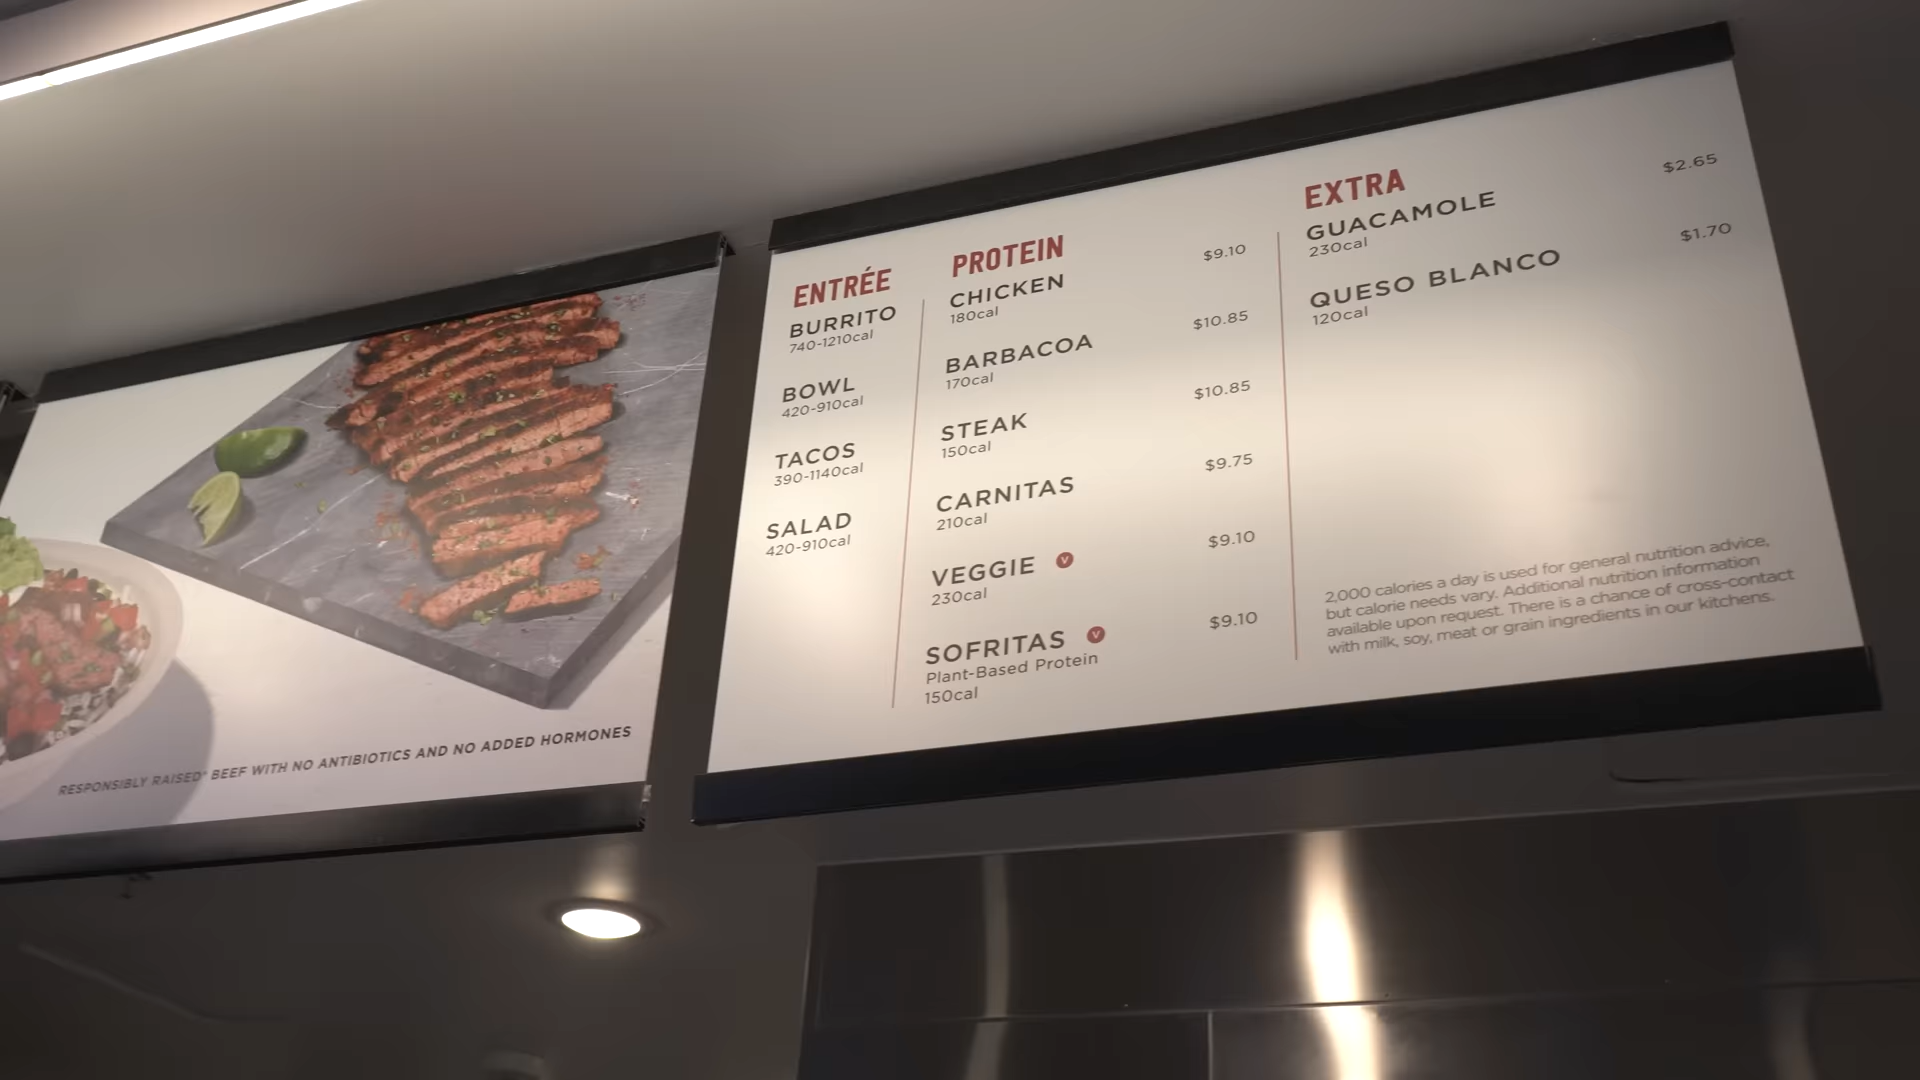 RESPONSIBLY RAISED* BEEF WITH NO ANTIBIOTICS AND NO ADDED HORMONES
ENTRÉE
BURRITO
740-1210cal
BOWL
420-910cal
TACOS
390-1140cal
SALAD
420-910cal
PROTEIN
CHICKEN $9.10
180cal
BARBACOA $10.85
170cal
STEAK $10.85
150cal
CARNITAS $9.75
210cal
VEGGIE V $9.10
230cal
SOFRITAS V $9.10
Plant-Based Protein
150cal
EXTRA
GUACAMOLE $2.65
230cal
QUESO BLANCO $1.70
120cal
2,000 calories a day is used for general nutrition advice,
but calorie needs vary. Additional nutrition information
available upon request. There is a chance of cross-contact
with milk, soy, meat or grain ingredients in our kitchens.